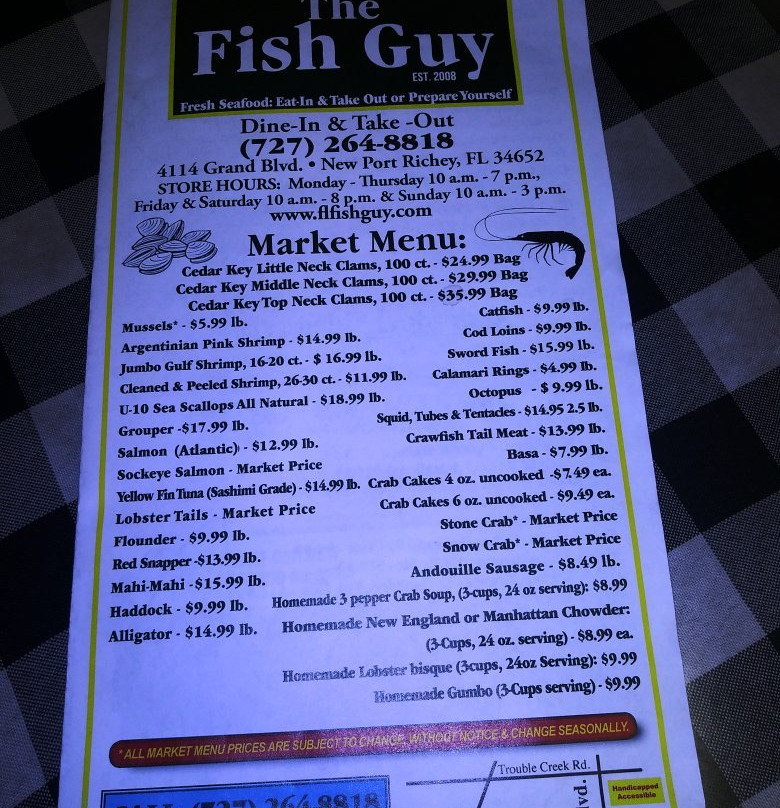 The
Fish Guy
EST. 2008
Fresh Seafood: Eat-In & Take Out or Prepare Yourself
Dine-In & Take -Out
(727) 264-8818
4114 Grand Blvd. • New Port Richey, FL 34652
STORE HOURS: Monday - Thursday 10 a.m. - 7 p.m.,
Friday & Saturday 10 a.m. - 8 p.m. & Sunday 10 a.m. - 3 p.m.
www.flfishguy.com
Market Menu:
Cedar Key Little Neck Clams, 100 ct. - $24.99 Bag
Cedar Key Middle Neck Clams, 100 ct. - $29.99 Bag
Cedar Key Top Neck Clams, 100 ct. - $35.99 Bag
Mussels* - $5.99 lb.
Argentinian Pink Shrimp - $14.99 lb.
Jumbo Gulf Shrimp, 16-20 ct. - $ 16.99 lb.
Cleaned & Peeled Shrimp, 26-30 ct. - $11.99 lb.
U-10 Sea Scallops All Natural - $18.99 lb.
Grouper -$17.99 lb.
Salmon (Atlantic) - $12.99 lb.
Sockeye Salmon - Market Price
Yellow Fin Tuna (Sashimi Grade) - $14.99 lb.
Lobster Tails - Market Price
Flounder - $9.99 lb.
Red Snapper -$13.99 lb.
Mahi-Mahi -$15.99 lb.
Haddock - $9.99 lb.
Alligator - $14.99 lb.
Catfish - $9.99 lb.
Cod Loins - $9.99 lb.
Sword Fish - $15.99 lb.
Calamari Rings - $4.99 lb.
Octopus - $ 9.99 lb.
Squid, Tubes & Tentacles - $14.95 2.5 lb.
Crawfish Tail Meat - $13.99 lb.
Basa - $7.99 lb.
Crab Cakes 4 oz. uncooked -$7.49 ea.
Crab Cakes 6 oz. uncooked - $9.49 ea.
Stone Crab* - Market Price
Snow Crab* - Market Price
Andouille Sausage - $8.49 lb.
Homemade 3 pepper Crab Soup, (3-cups, 24 oz serving): $8.99
Homemade New England or Manhattan Chowder:
(3-Cups, 24 oz. serving) - $8.99 ea.
Homemade Lobster bisque (3cups, 24oz Serving): $9.99
Homemade Gumbo (3-Cups serving) - $9.99
*ALL MARKET MENU PRICES ARE SUBJECT TO CHANGE, WITHOUT NOTICE & CHANGE SEASONALLY.
(727) 264-8818
Trouble Creek Rd.
vd.
Handicapped
Accessible